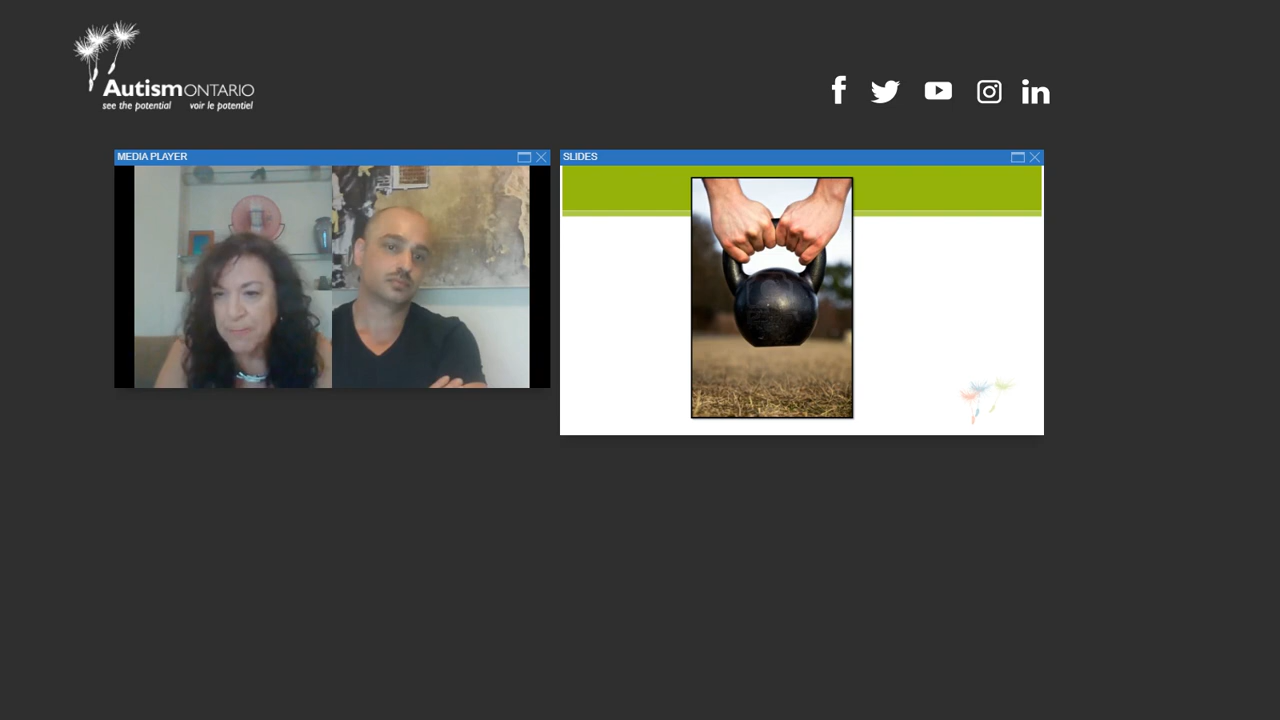 Autism ONTARIO
see the potential voir le potentiel
MEDIA PLAYER
SLIDES